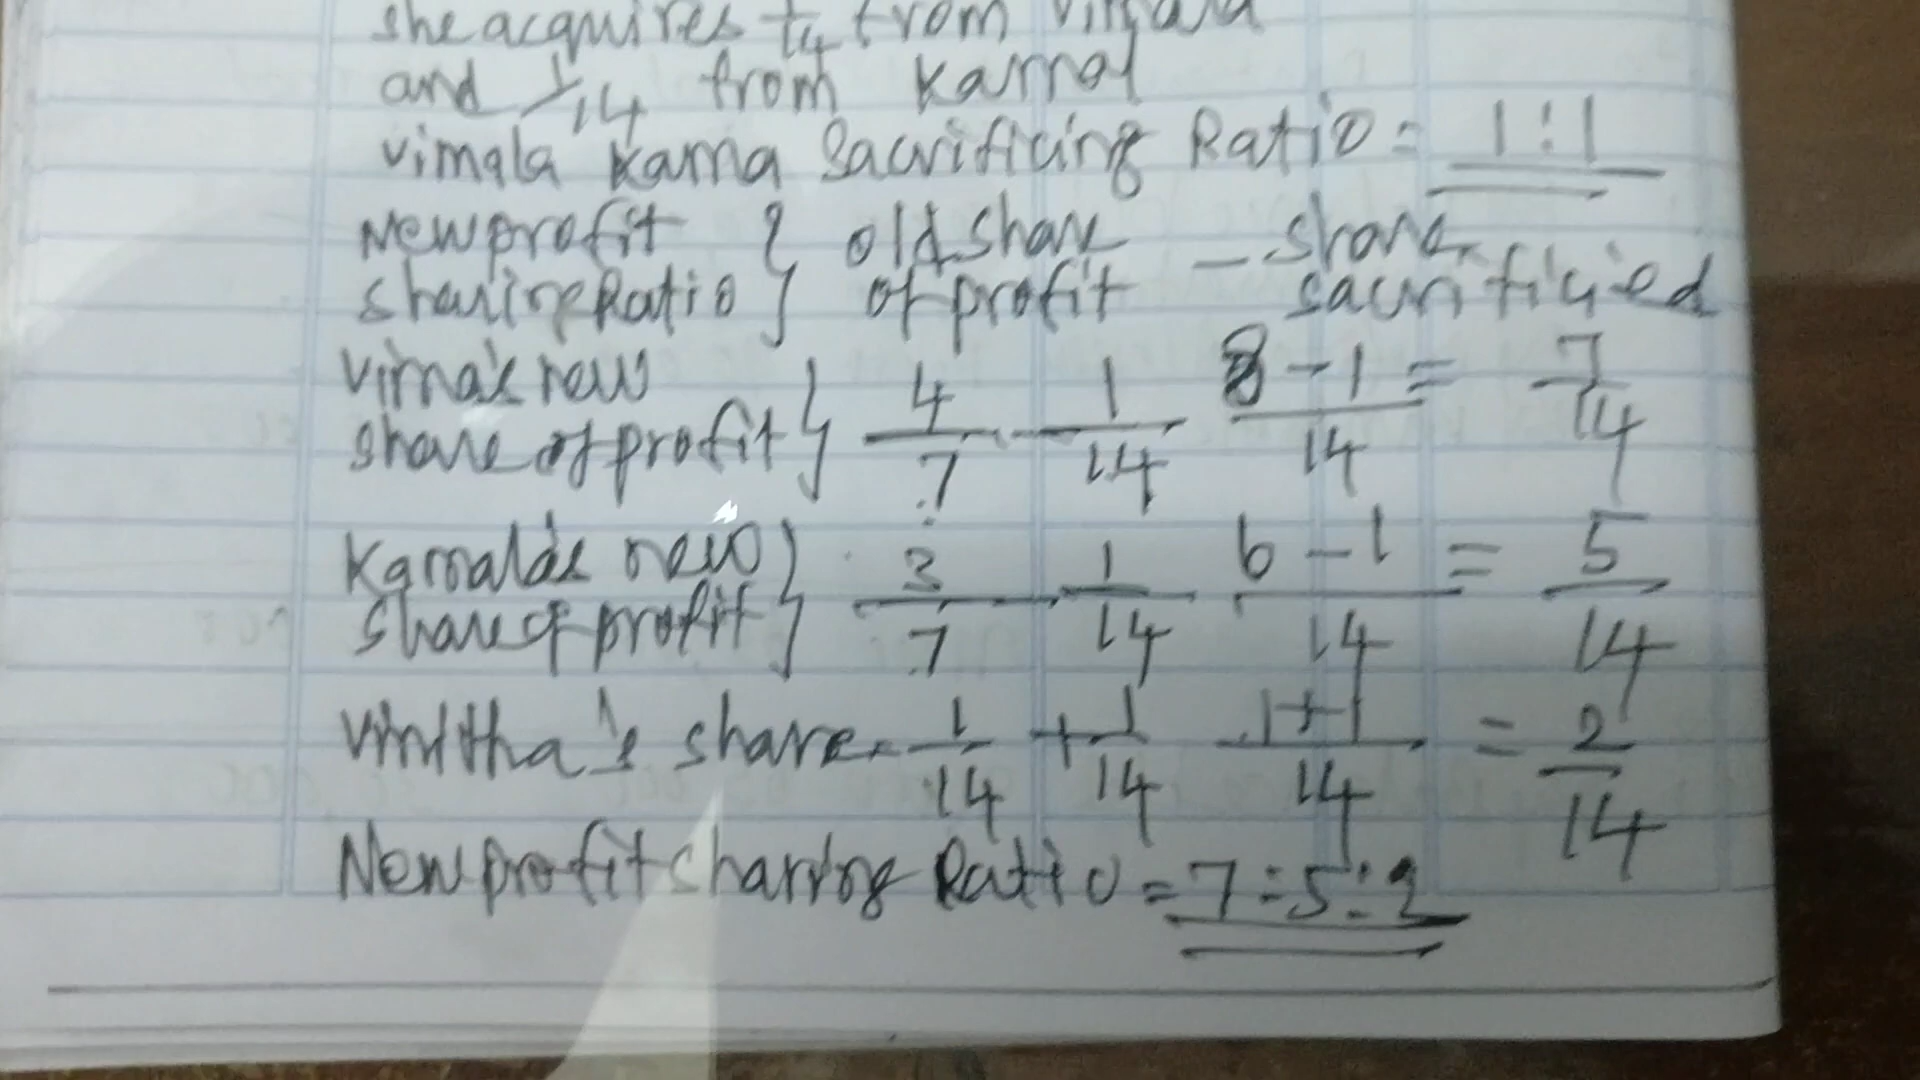 she acquires 1/14 from Vimala
and 1/14 from Kamal
vimala kama Sacrificing Ratio = 1:1
New profit } old share – share
sharing Ratio } of profit sacrificied
Vima's new
share of profit } 4/7 – 1/14 8-1/14 = 7/14
Kamala's new
share of profit } 3/7 – 1/14 6-1/14 = 5/14
Vinitha's share = 1/14 + 1/14 1+1/14 = 2/14
New profit sharing Ratio = 7:5:2